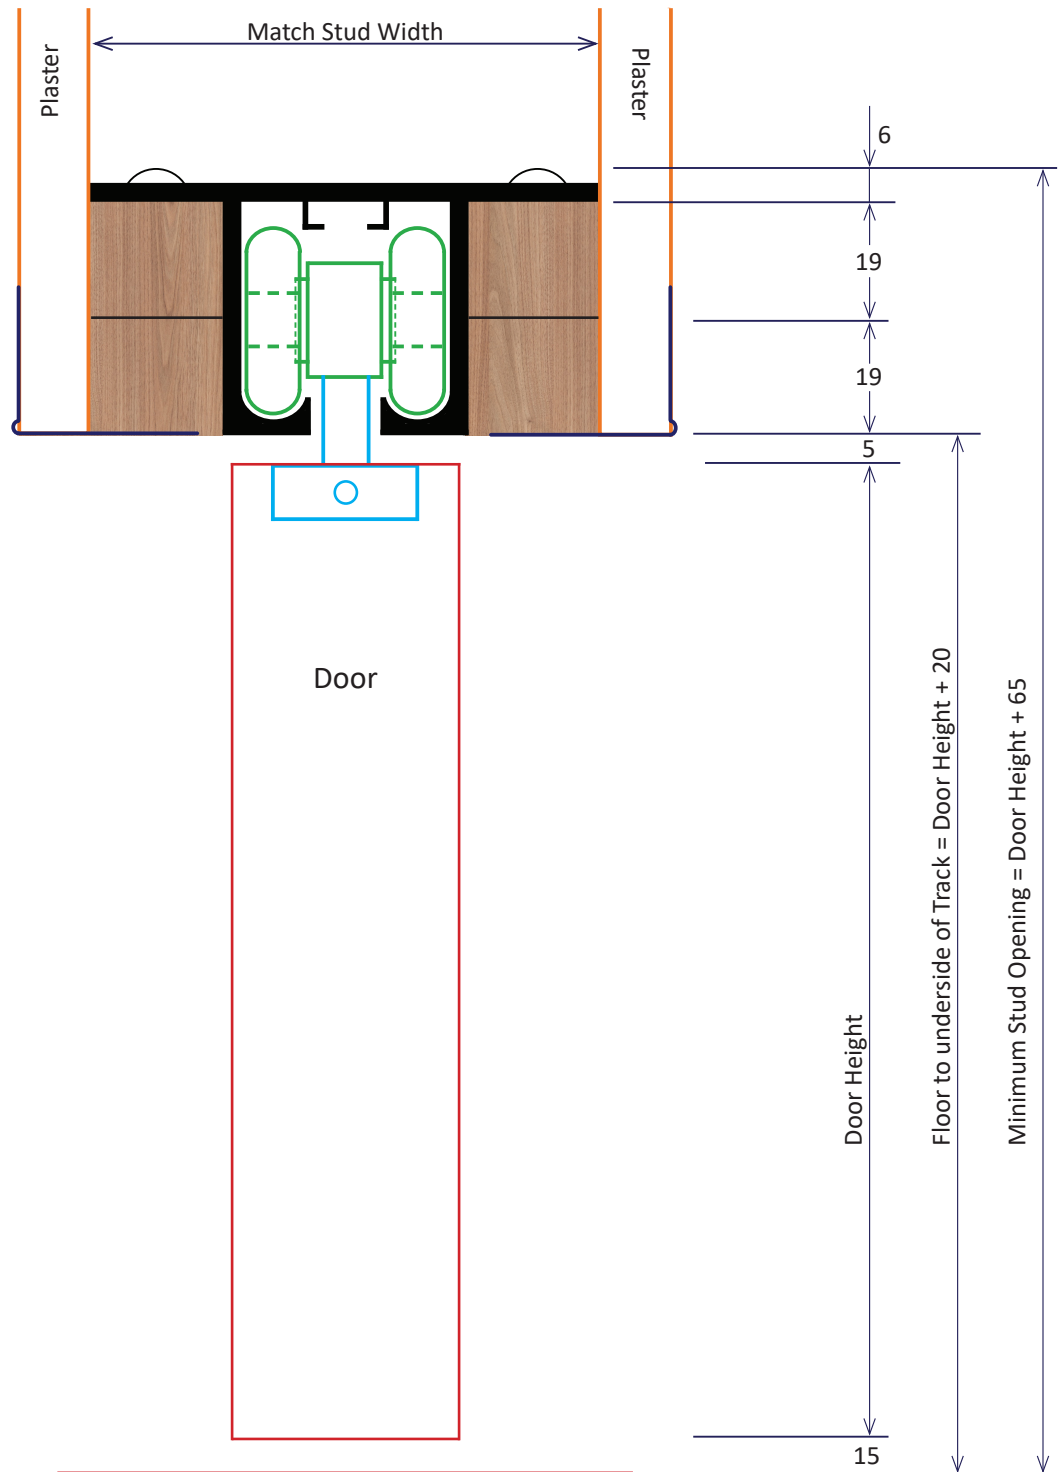 Match Stud Width
Plaster
Plaster
6
19
19
5
Door
Door Height
Floor to underside of Track = Door Height + 20
Minimum Stud Opening = Door Height + 65
15